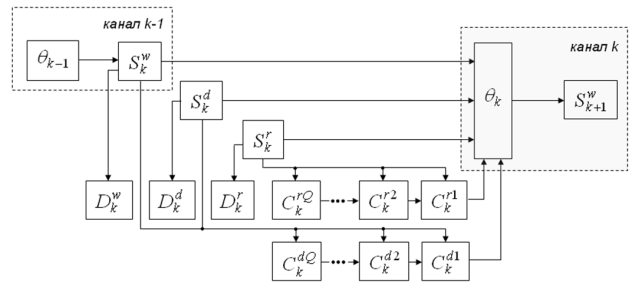 канал k-1
канал k
θ_{k-1}
S_k^w
θ_k
S_{k+1}^w
S_k^d
S_k^r
D_k^w
D_k^d
D_k^r
C_k^{rQ} ... C_k^{r2} C_k^{r1}
C_k^{dQ} ... C_k^{d2} C_k^{d1}